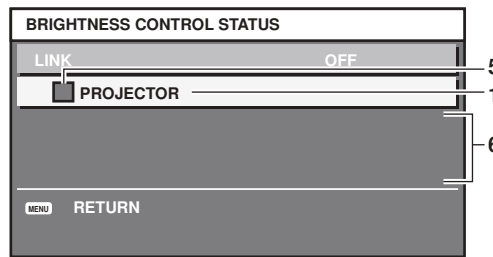 BRIGHTNESS CONTROL STATUS
LINK OFF
5
PROJECTOR 1
6
MENU RETURN